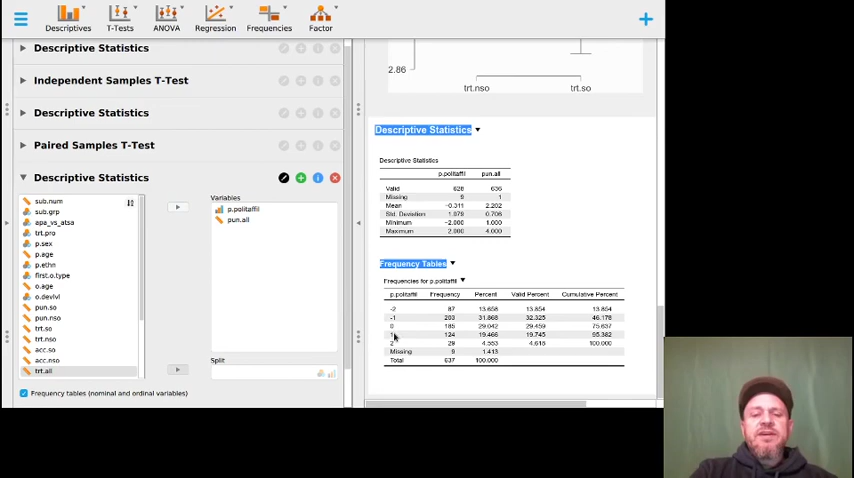 Descriptives T-Tests ANOVA Regression Frequencies Factor
Descriptive Statistics
Independent Samples T-Test
Descriptive Statistics
Paired Samples T-Test
Descriptive Statistics
sub.num
sub.grp
apa_vs_atsa
trt.pro
p.sex
p.age
p.ethn
first.o.type
o.age
o.devlvl
pun.so
pun.nso
trt.so
trt.nso
acc.so
acc.nso
trt.all
Variables
p.politaffil
pun.all
Split
Frequency tables (nominal and ordinal variables)
2.86
trt.nso trt.so
Descriptive Statistics
Descriptive Statistics
p.politaffil pun.all
Valid 628 636
Missing 9 1
Mean -0.311 2.202
Std. Deviation 1.079 0.706
Minimum -2.000 1.000
Maximum 2.000 4.000
Frequency Tables
Frequencies for p.politaffil
p.politaffil Frequency Percent Valid Percent Cumulative Percent
-2 87 13.658 13.854 13.854
-1 203 31.868 32.325 46.178
0 185 29.042 29.459 75.637
1 124 19.466 19.745 95.382
2 29 4.553 4.618 100.000
Missing 9 1.413
Total 637 100.000